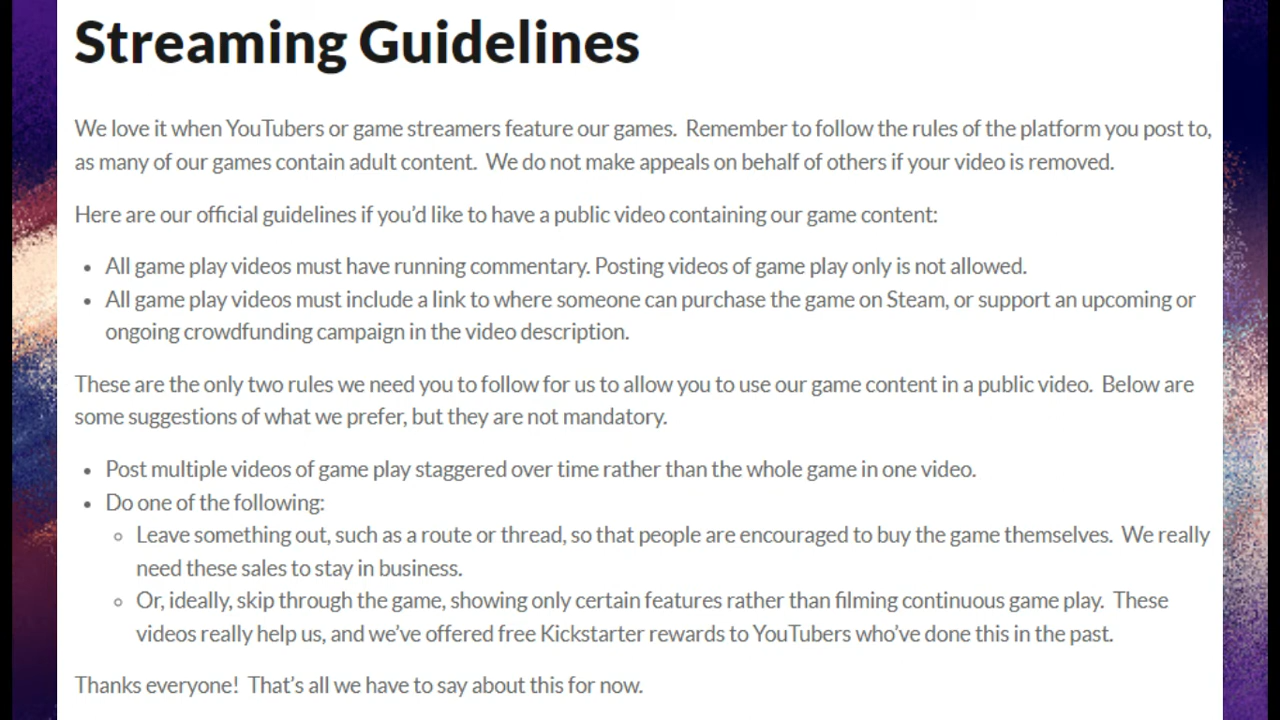 Streaming Guidelines
We love it when YouTubers or game streamers feature our games.  Remember to follow the rules of the platform you post to,
as many of our games contain adult content.  We do not make appeals on behalf of others if your video is removed.
Here are our official guidelines if you’d like to have a public video containing our game content:
• All game play videos must have running commentary. Posting videos of game play only is not allowed.
• All game play videos must include a link to where someone can purchase the game on Steam, or support an upcoming or
ongoing crowdfunding campaign in the video description.
These are the only two rules we need you to follow for us to allow you to use our game content in a public video.  Below are
some suggestions of what we prefer, but they are not mandatory.
• Post multiple videos of game play staggered over time rather than the whole game in one video.
• Do one of the following:
◦ Leave something out, such as a route or thread, so that people are encouraged to buy the game themselves.  We really
need these sales to stay in business.
◦ Or, ideally, skip through the game, showing only certain features rather than filming continuous game play.  These
videos really help us, and we’ve offered free Kickstarter rewards to YouTubers who’ve done this in the past.
Thanks everyone!  That’s all we have to say about this for now.